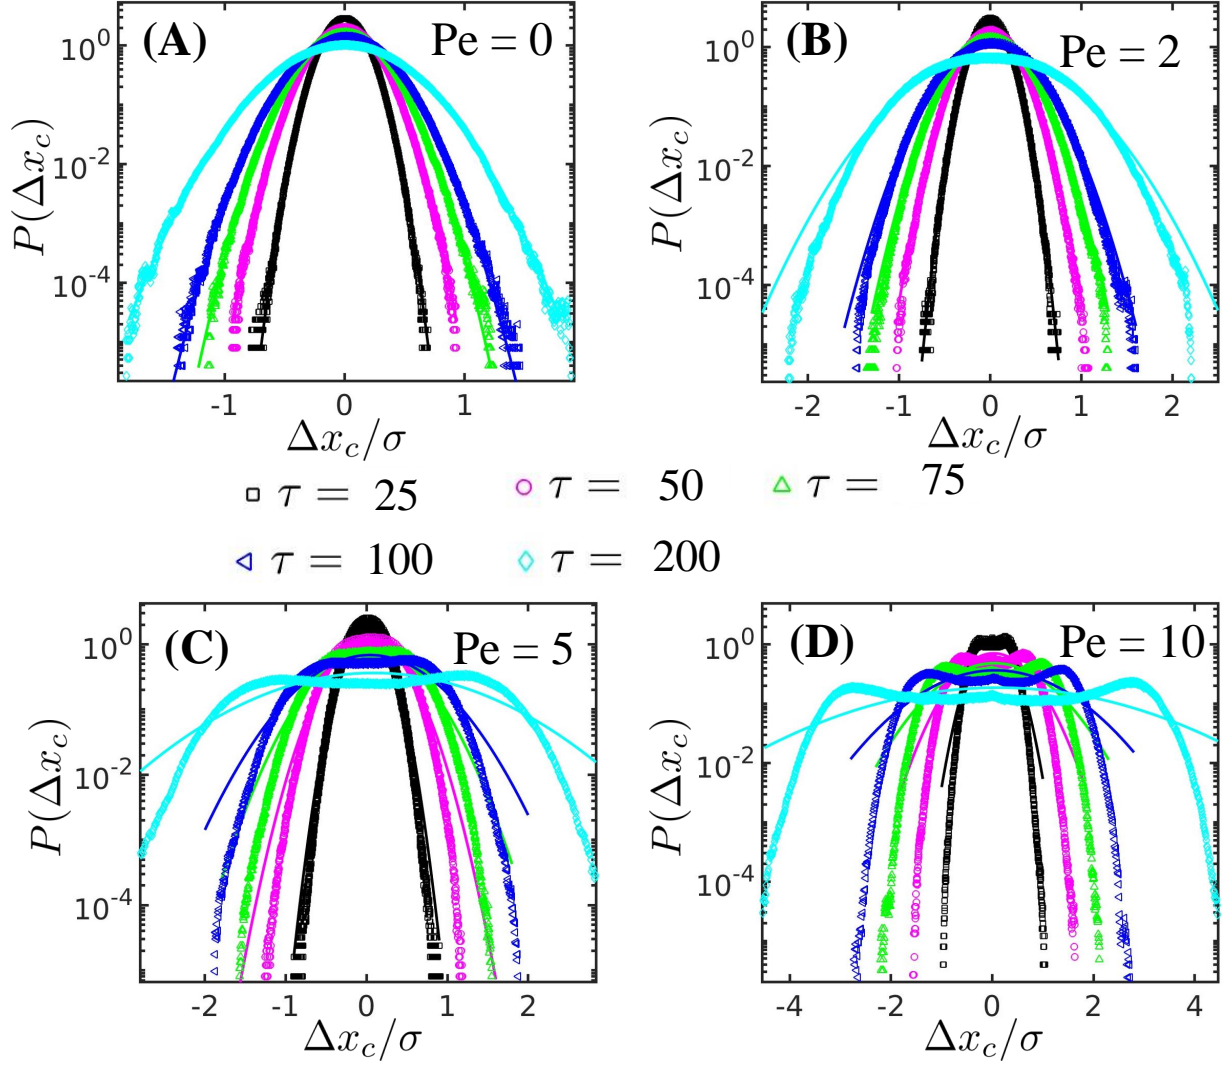 (A) Pe = 0
10^0
10^-2
10^-4
P(Δx_c)
-1 0 1
Δx_c/σ
(B) Pe = 2
10^0
10^-2
10^-4
P(Δx_c)
-2 -1 0 1 2
Δx_c/σ
τ = 25 τ = 50 τ = 75
τ = 100 τ = 200
(C) Pe = 5
10^0
10^-2
10^-4
P(Δx_c)
-2 -1 0 1 2
Δx_c/σ
(D) Pe = 10
10^0
10^-2
10^-4
P(Δx_c)
-4 -2 0 2 4
Δx_c/σ